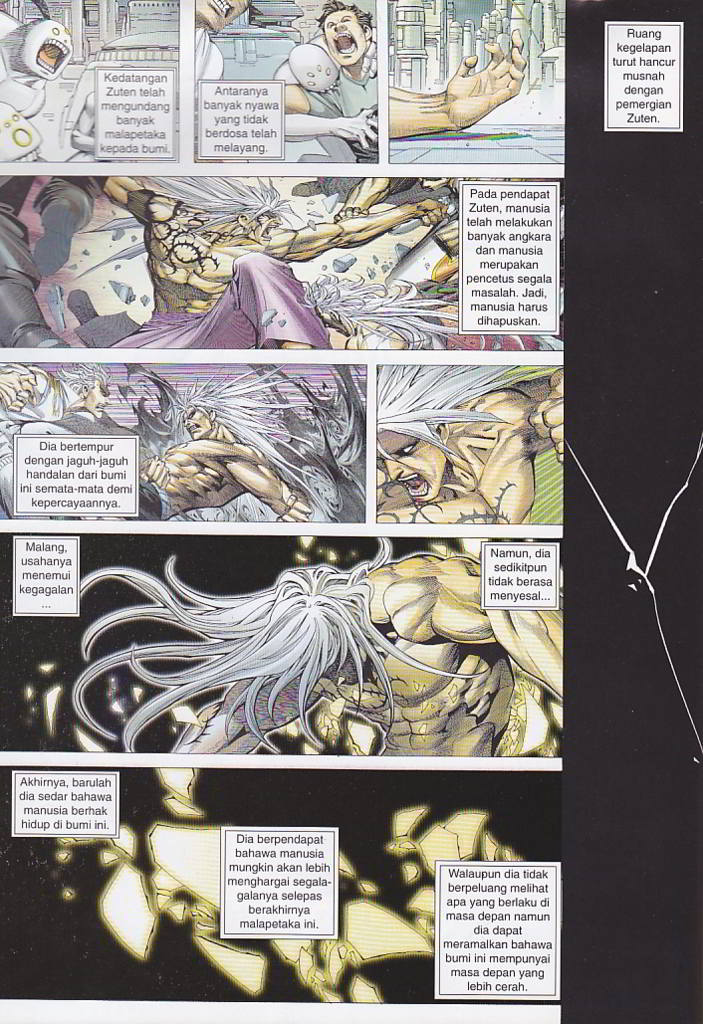 Ruang
kegelapan
turut hancur
musnah
dengan
pemergian
Zuten.
Kedatangan
Zuten telah
mengundang
banyak
malapetaka
kepada bumi.
Antaranya
banyak nyawa
yang tidak
berdosa telah
melayang.
Pada pendapat
Zuten, manusia
telah melakukan
banyak angkara
dan manusia
merupakan
pencetus segala
masalah. Jadi,
manusia harus
dihapuskan.
Dia bertempur
dengan jaguh-jaguh
handalan dari bumi
ini semata-mata demi
kepercayaannya.
Malang,
usahanya
menemui
kegagalan
...
Namun, dia
sedikitpun
tidak berasa
menyesal...
Akhirnya, barulah
dia sedar bahawa
manusia berhak
hidup di bumi ini.
Dia berpendapat
bahawa manusia
mungkin akan lebih
menghargai segala-
galanya selepas
berakhirnya
malapetaka ini.
Walaupun dia tidak
berpeluang melihat
apa yang berlaku di
masa depan namun
dia dapat
meramalkan bahawa
bumi ini mempunyai
masa depan yang
lebih cerah.